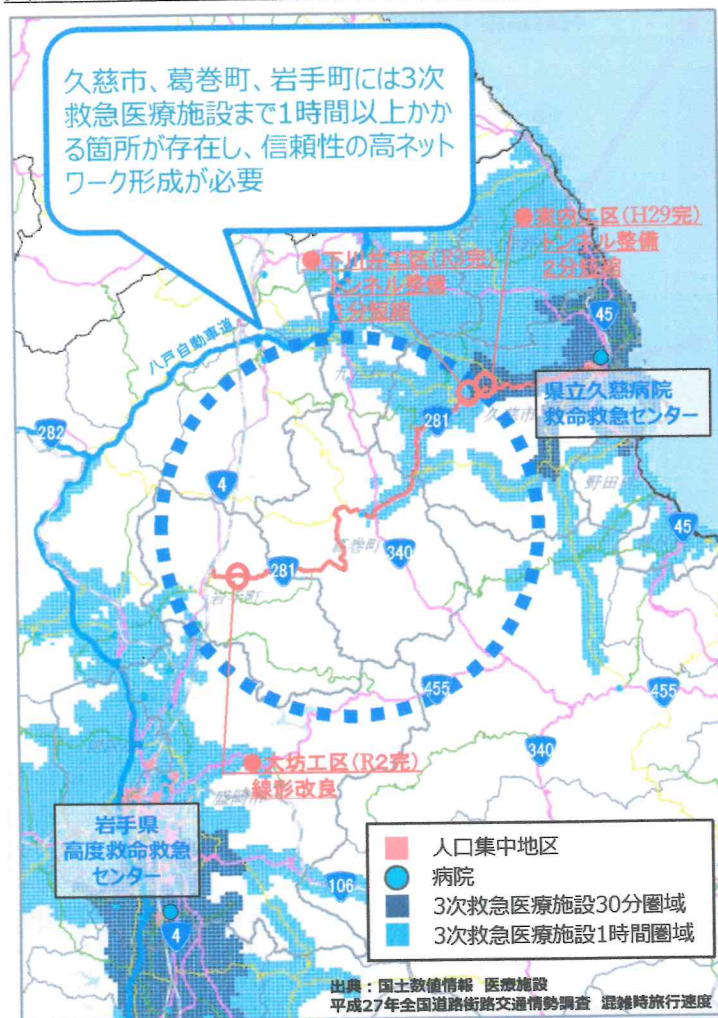 久慈市、葛巻町、岩手町には3次
救急医療施設まで1時間以上かか
る箇所が存在し、信頼性の高ネット
ワーク形成が必要
●案内工区(H29完)
トンネル整備
2分短縮
●下川井工区(R3完)
トンネル整備
1分短縮
45
八戸自動車道
県立久慈病院
救命救急センター
282
281
久慈市
4
野田
45
葛巻町
340
281
岩手町
455
455
340
●大坊工区(R2完)
線形改良
盛岡市
岩手県
高度救命救急
センター
106
4
人口集中地区
病院
3次救急医療施設30分圏域
3次救急医療施設1時間圏域
出典:国土数値情報 医療施設
平成27年全国道路街路交通情勢調査 混雑時旅行速度